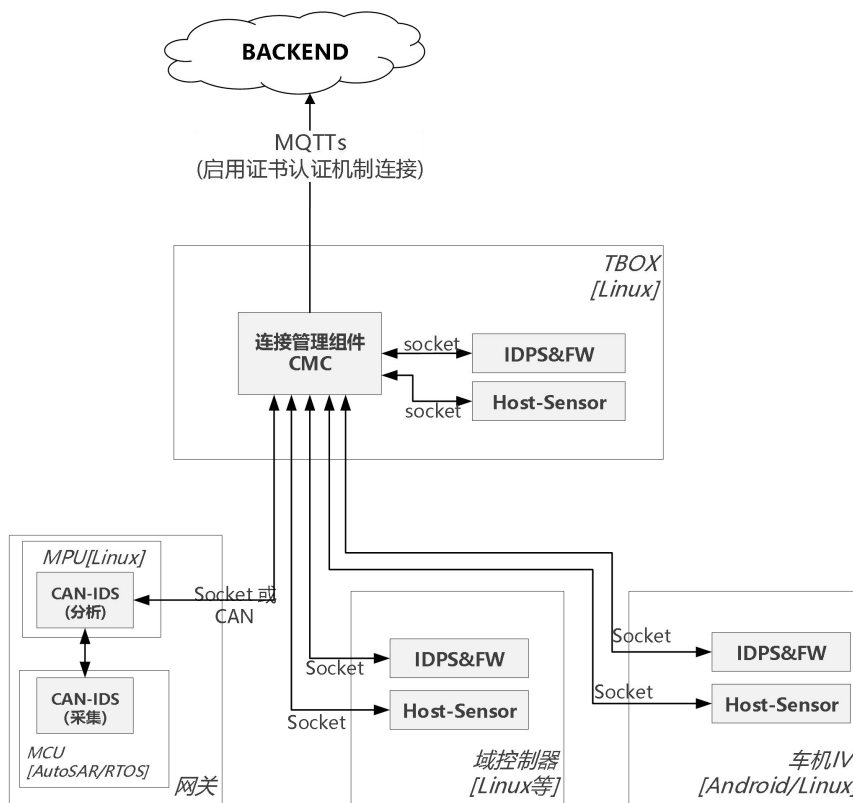 BACKEND
MQTTs
(启用证书认证机制连接)
TBOX
[Linux]
连接管理组件
CMC
socket
IDPS&FW
socket
Host-Sensor
MPU[Linux]
CAN-IDS
(分析)
Socket 或
CAN
CAN-IDS
(采集)
MCU
[AutoSAR/RTOS]
网关
Socket
IDPS&FW
Socket
Host-Sensor
域控制器
[Linux等]
Socket
IDPS&FW
Socket
Host-Sensor
车机IV
[Android/Linux]